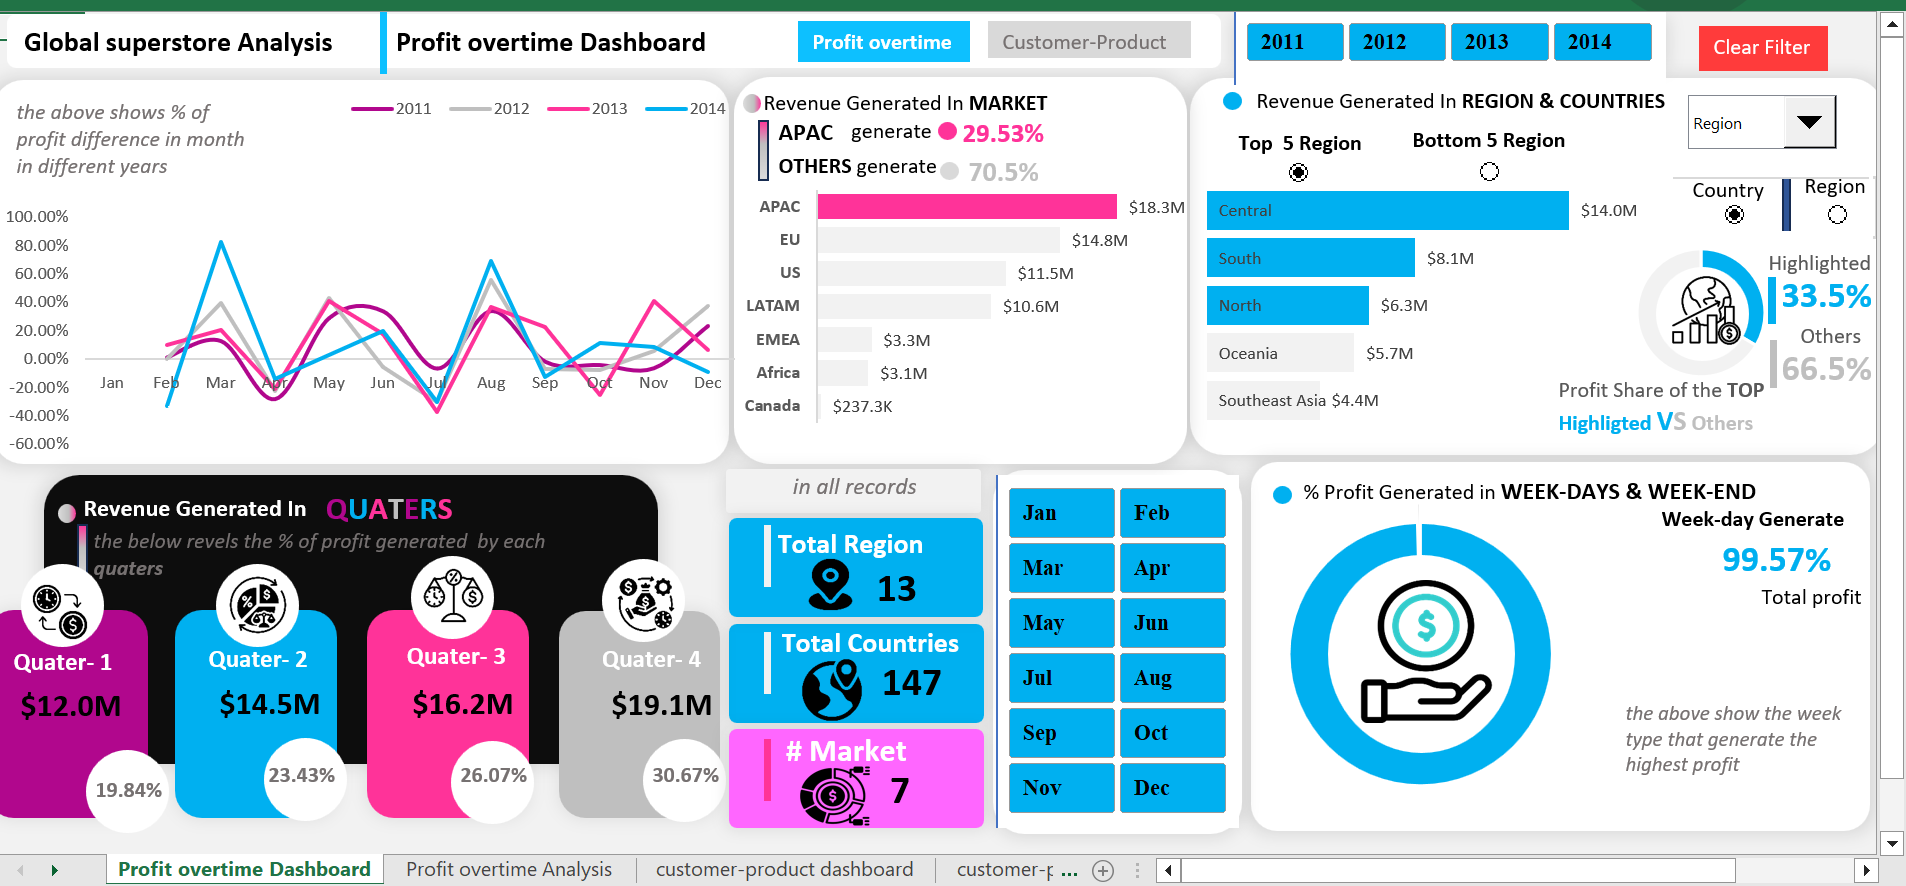 Global superstore Analysis
Profit overtime Dashboard
Profit overtime
Customer-Product
2011
2012
2013
2014
Clear Filter
the above shows % of
profit difference in month
in different years
2011
2012
2013
2014
100.00%
80.00%
60.00%
40.00%
20.00%
0.00%
-20.00%
-40.00%
-60.00%
Jan
Feb
Mar
Apr
May
Jun
Jul
Aug
Sep
Oct
Nov
Dec
Revenue Generated In MARKET
APAC generate 29.53%
OTHERS generate 70.5%
APAC $18.3M
EU $14.8M
US $11.5M
LATAM $10.6M
EMEA $3.3M
Africa $3.1M
Canada $237.3K
Revenue Generated In REGION & COUNTRIES
Top 5 Region
Bottom 5 Region
Central $14.0M
South $8.1M
North $6.3M
Oceania $5.7M
Southeast Asia $4.4M
Region
Country
Region
Highlighted
33.5%
Others
66.5%
Profit Share of the TOP
Highligted VS Others
Revenue Generated In QUATERS
the below revels the % of profit generated by each
quaters
Quater- 1
$12.0M
19.84%
Quater- 2
$14.5M
23.43%
Quater- 3
$16.2M
26.07%
Quater- 4
$19.1M
30.67%
in all records
Total Region
13
Total Countries
147
# Market
7
Jan
Feb
Mar
Apr
May
Jun
Jul
Aug
Sep
Oct
Nov
Dec
% Profit Generated in WEEK-DAYS & WEEK-END
Week-day Generate
99.57%
Total profit
the above show the week
type that generate the
highest profit
Profit overtime Dashboard
Profit overtime Analysis
customer-product dashboard
customer-p ...